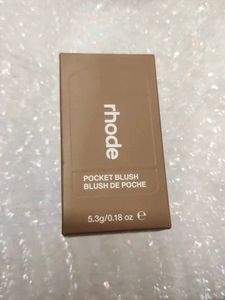 rhode
POCKET BLUSH
BLUSH DE POCHE
5.3g/0.18 oz ℮